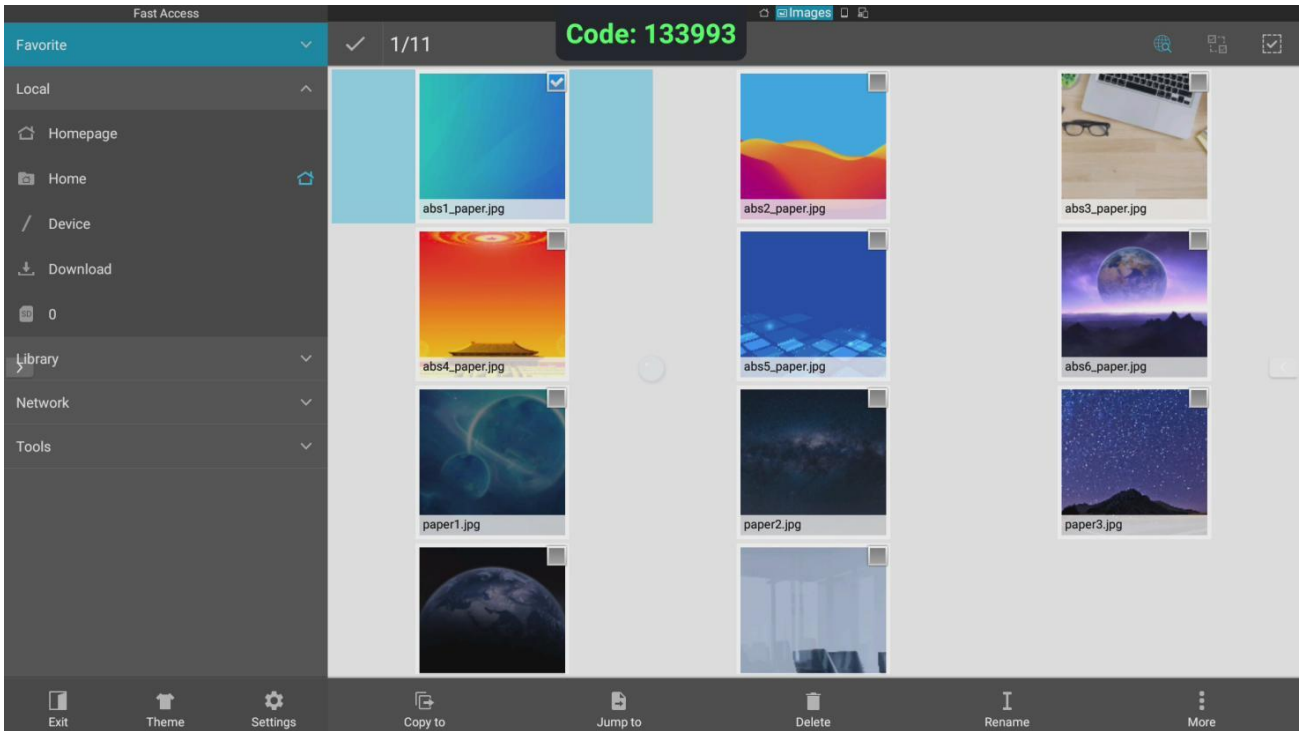 Fast Access
Images
Favorite
1/11
Code: 133993
Local
Homepage
Home
Device
Download
SD 0
Library
Network
Tools
abs1_paper.jpg
abs2_paper.jpg
abs3_paper.jpg
abs4_paper.jpg
abs5_paper.jpg
abs6_paper.jpg
paper1.jpg
paper2.jpg
paper3.jpg
Exit
Theme
Settings
Copy to
Jump to
Delete
Rename
More